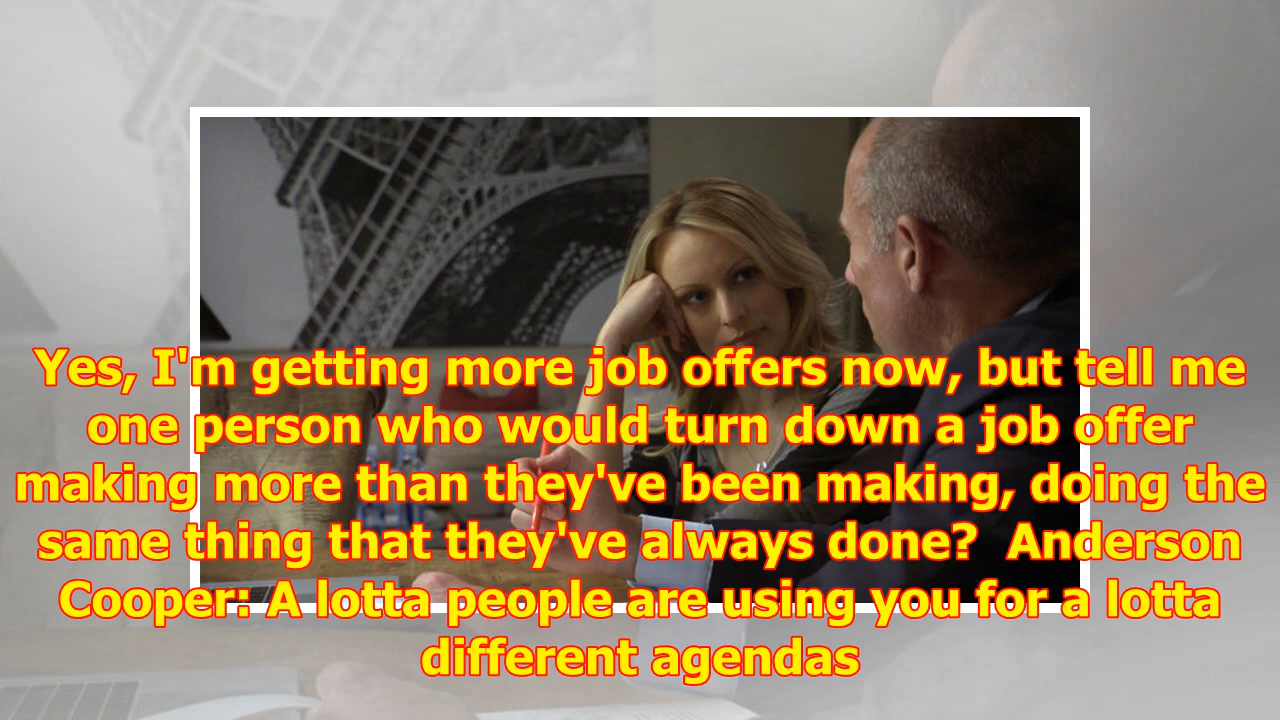 Yes, I'm getting more job offers now, but tell me
one person who would turn down a job offer
making more than they've been making, doing the
same thing that they've always done?  Anderson
Cooper: A lotta people are using you for a lotta
different agendas